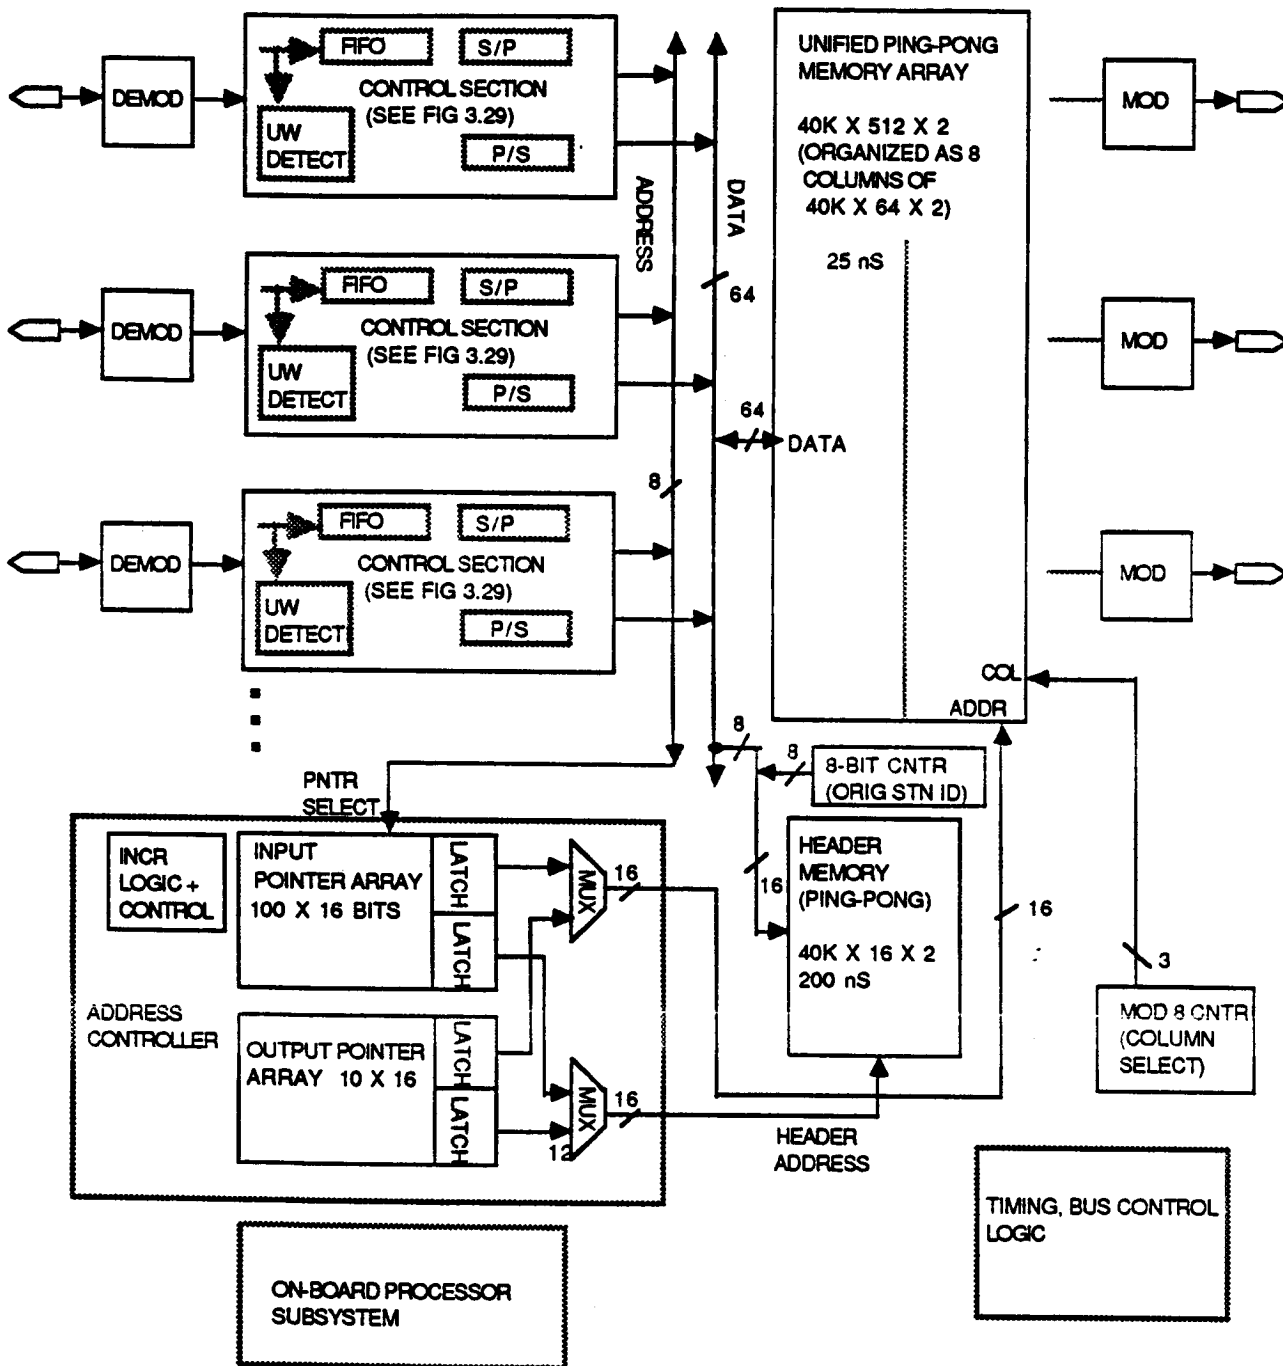 DEMOD
FIFO
S/P
CONTROL SECTION
(SEE FIG 3.29)
UW
DETECT
P/S
DEMOD
FIFO
S/P
CONTROL SECTION
(SEE FIG 3.29)
UW
DETECT
P/S
DEMOD
FIFO
S/P
CONTROL SECTION
(SEE FIG 3.29)
UW
DETECT
P/S
ADDRESS
DATA
64
64
8
UNIFIED PING-PONG
MEMORY ARRAY
40K X 512 X 2
(ORGANIZED AS 8
COLUMNS OF
40K X 64 X 2)
25 nS
DATA
COL
ADDR
MOD
MOD
MOD
8
8
8-BIT CNTR
(ORIG STN ID)
PNTR
SELECT
INCR
LOGIC +
CONTROL
INPUT
POINTER ARRAY
100 X 16 BITS
LATCH
LATCH
MUX
16
16
HEADER
MEMORY
(PING-PONG)
40K X 16 X 2
200 nS
16
3
MOD 8 CNTR
(COLUMN
SELECT)
ADDRESS
CONTROLLER
OUTPUT POINTER
ARRAY 10 X 16
LATCH
LATCH
12
MUX
16
HEADER
ADDRESS
TIMING, BUS CONTROL
LOGIC
ON-BOARD PROCESSOR
SUBSYSTEM